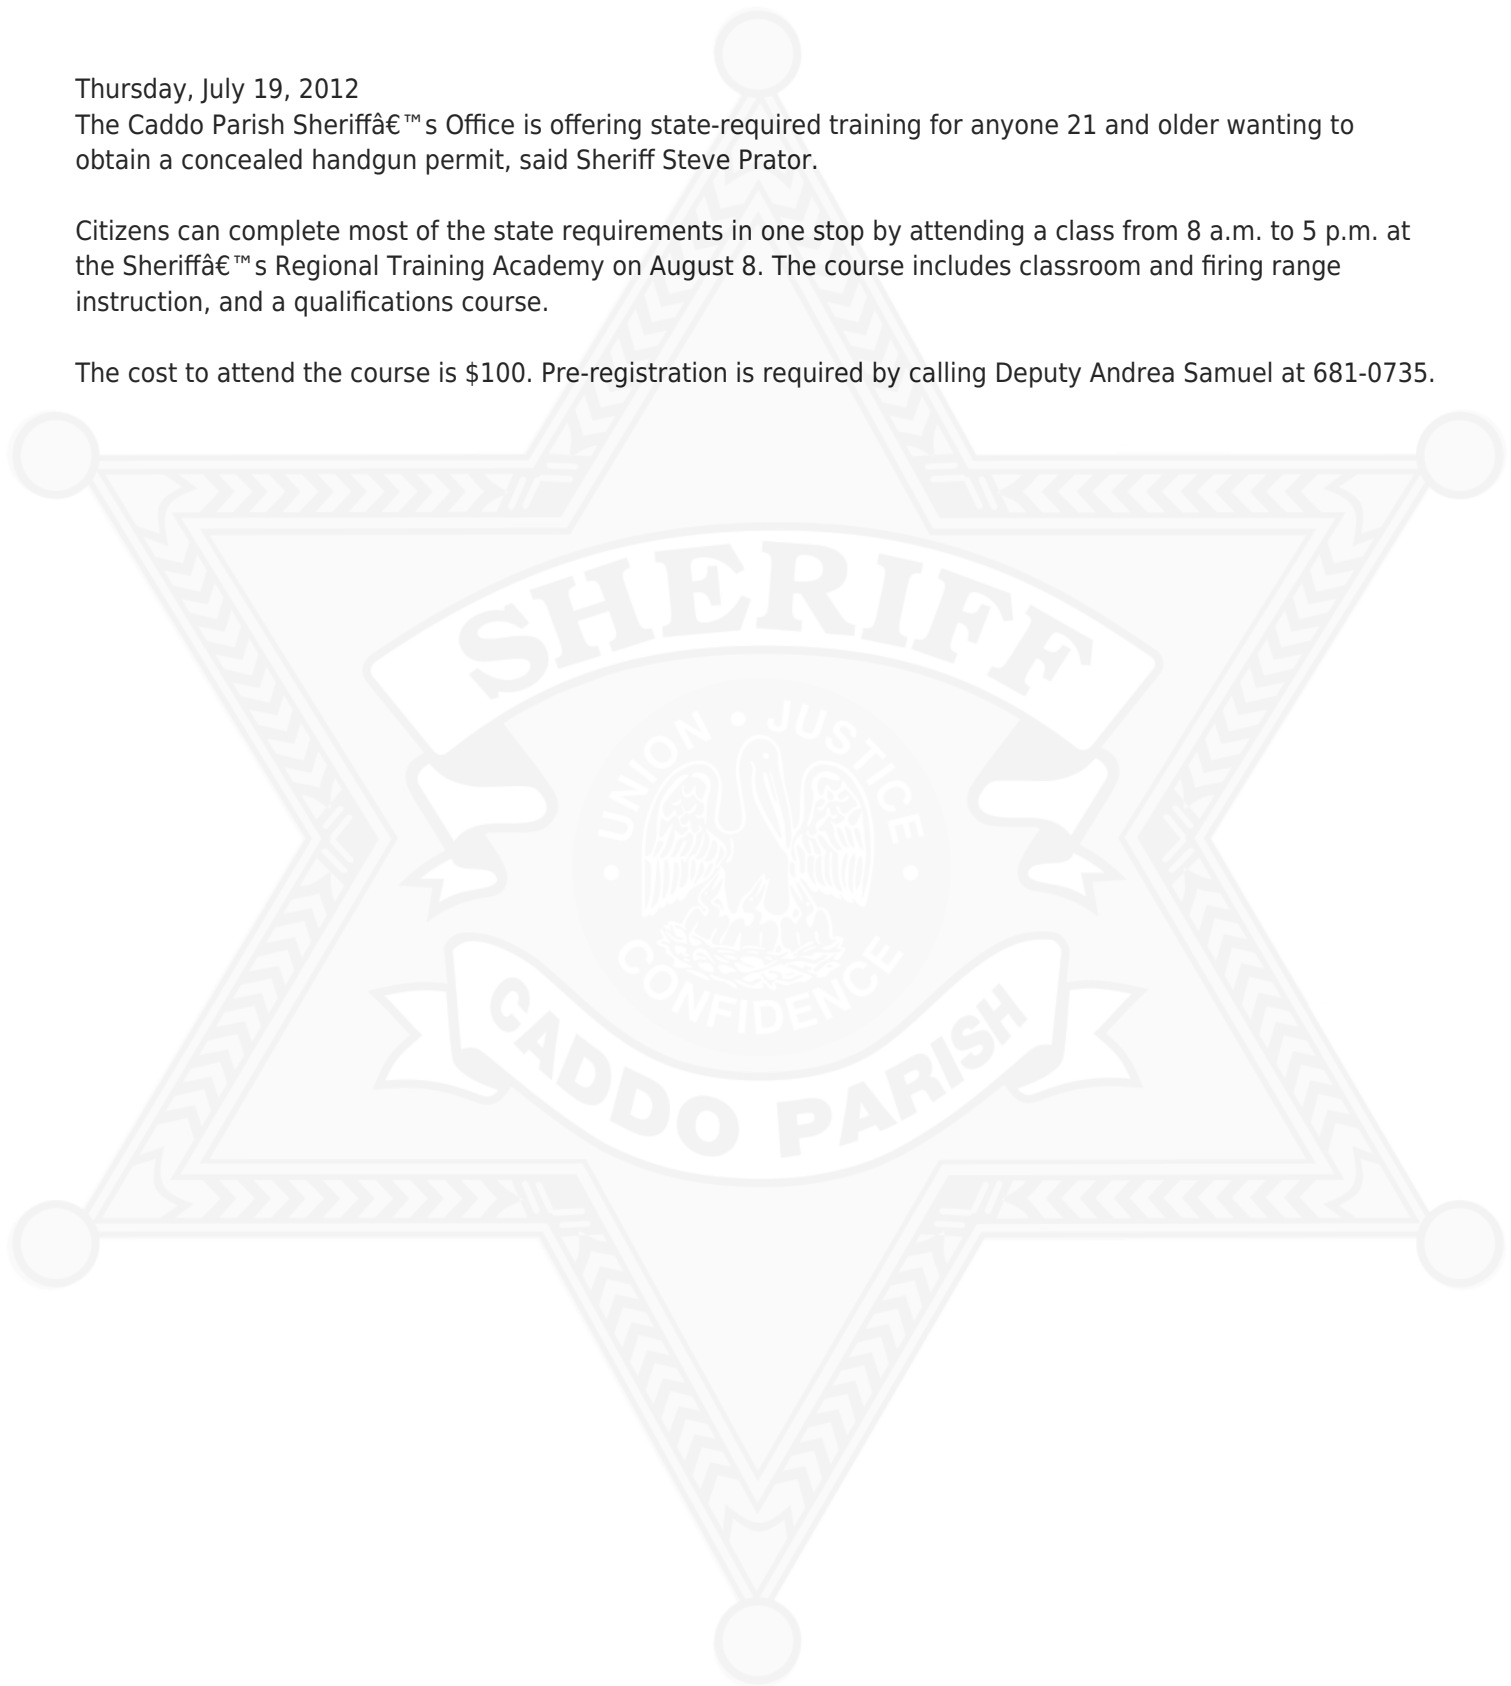 Thursday, July 19, 2012
The Caddo Parish Sheriffâ€™s Office is offering state-required training for anyone 21 and older wanting to
obtain a concealed handgun permit, said Sheriff Steve Prator.
Citizens can complete most of the state requirements in one stop by attending a class from 8 a.m. to 5 p.m. at
the Sheriffâ€™s Regional Training Academy on August 8. The course includes classroom and firing range
instruction, and a qualifications course.
The cost to attend the course is $100. Pre-registration is required by calling Deputy Andrea Samuel at 681-0735.
SHERIFF
UNION • JUSTICE
• CONFIDENCE •
CADDO PARISH